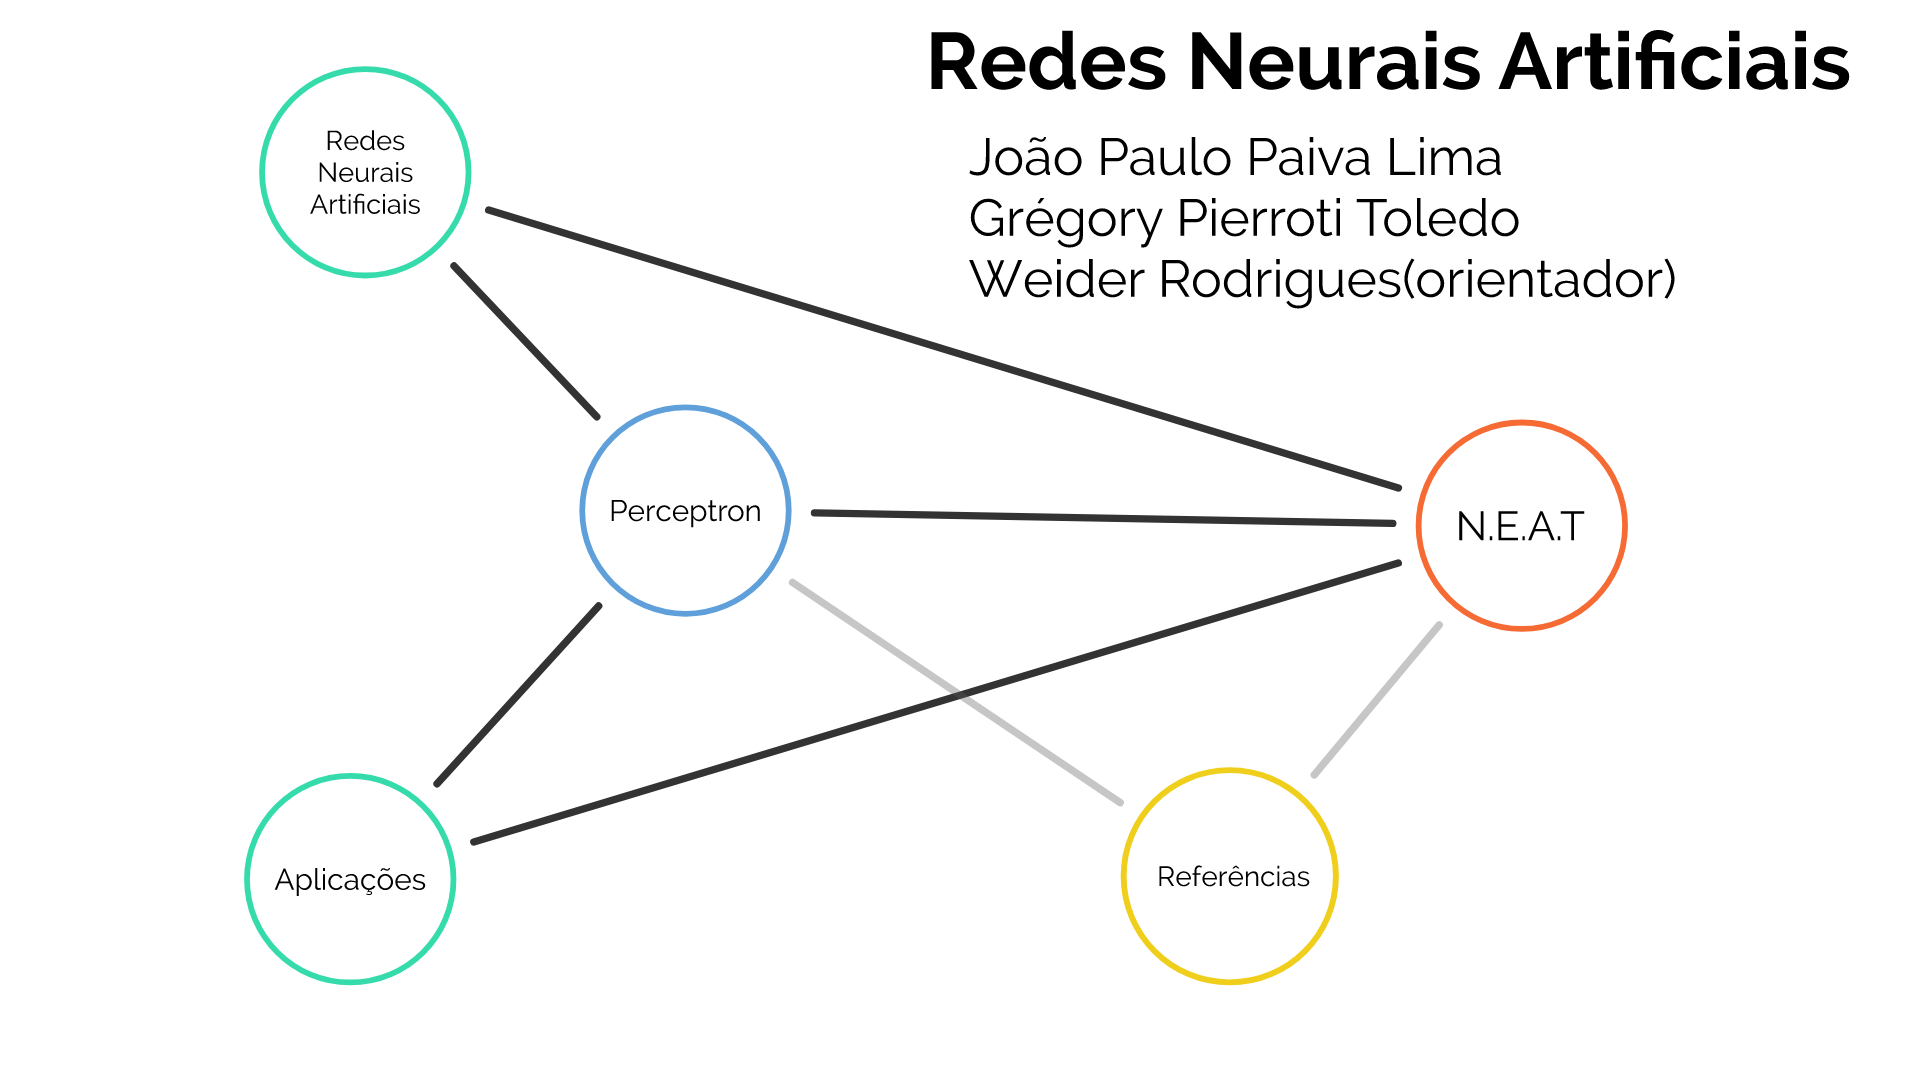 Redes Neurais Artificiais
João Paulo Paiva Lima
Grégory Pierroti Toledo
Weider Rodrigues(orientador)
Redes
Neurais
Artificiais
Perceptron
N.E.A.T
Aplicações
Referências